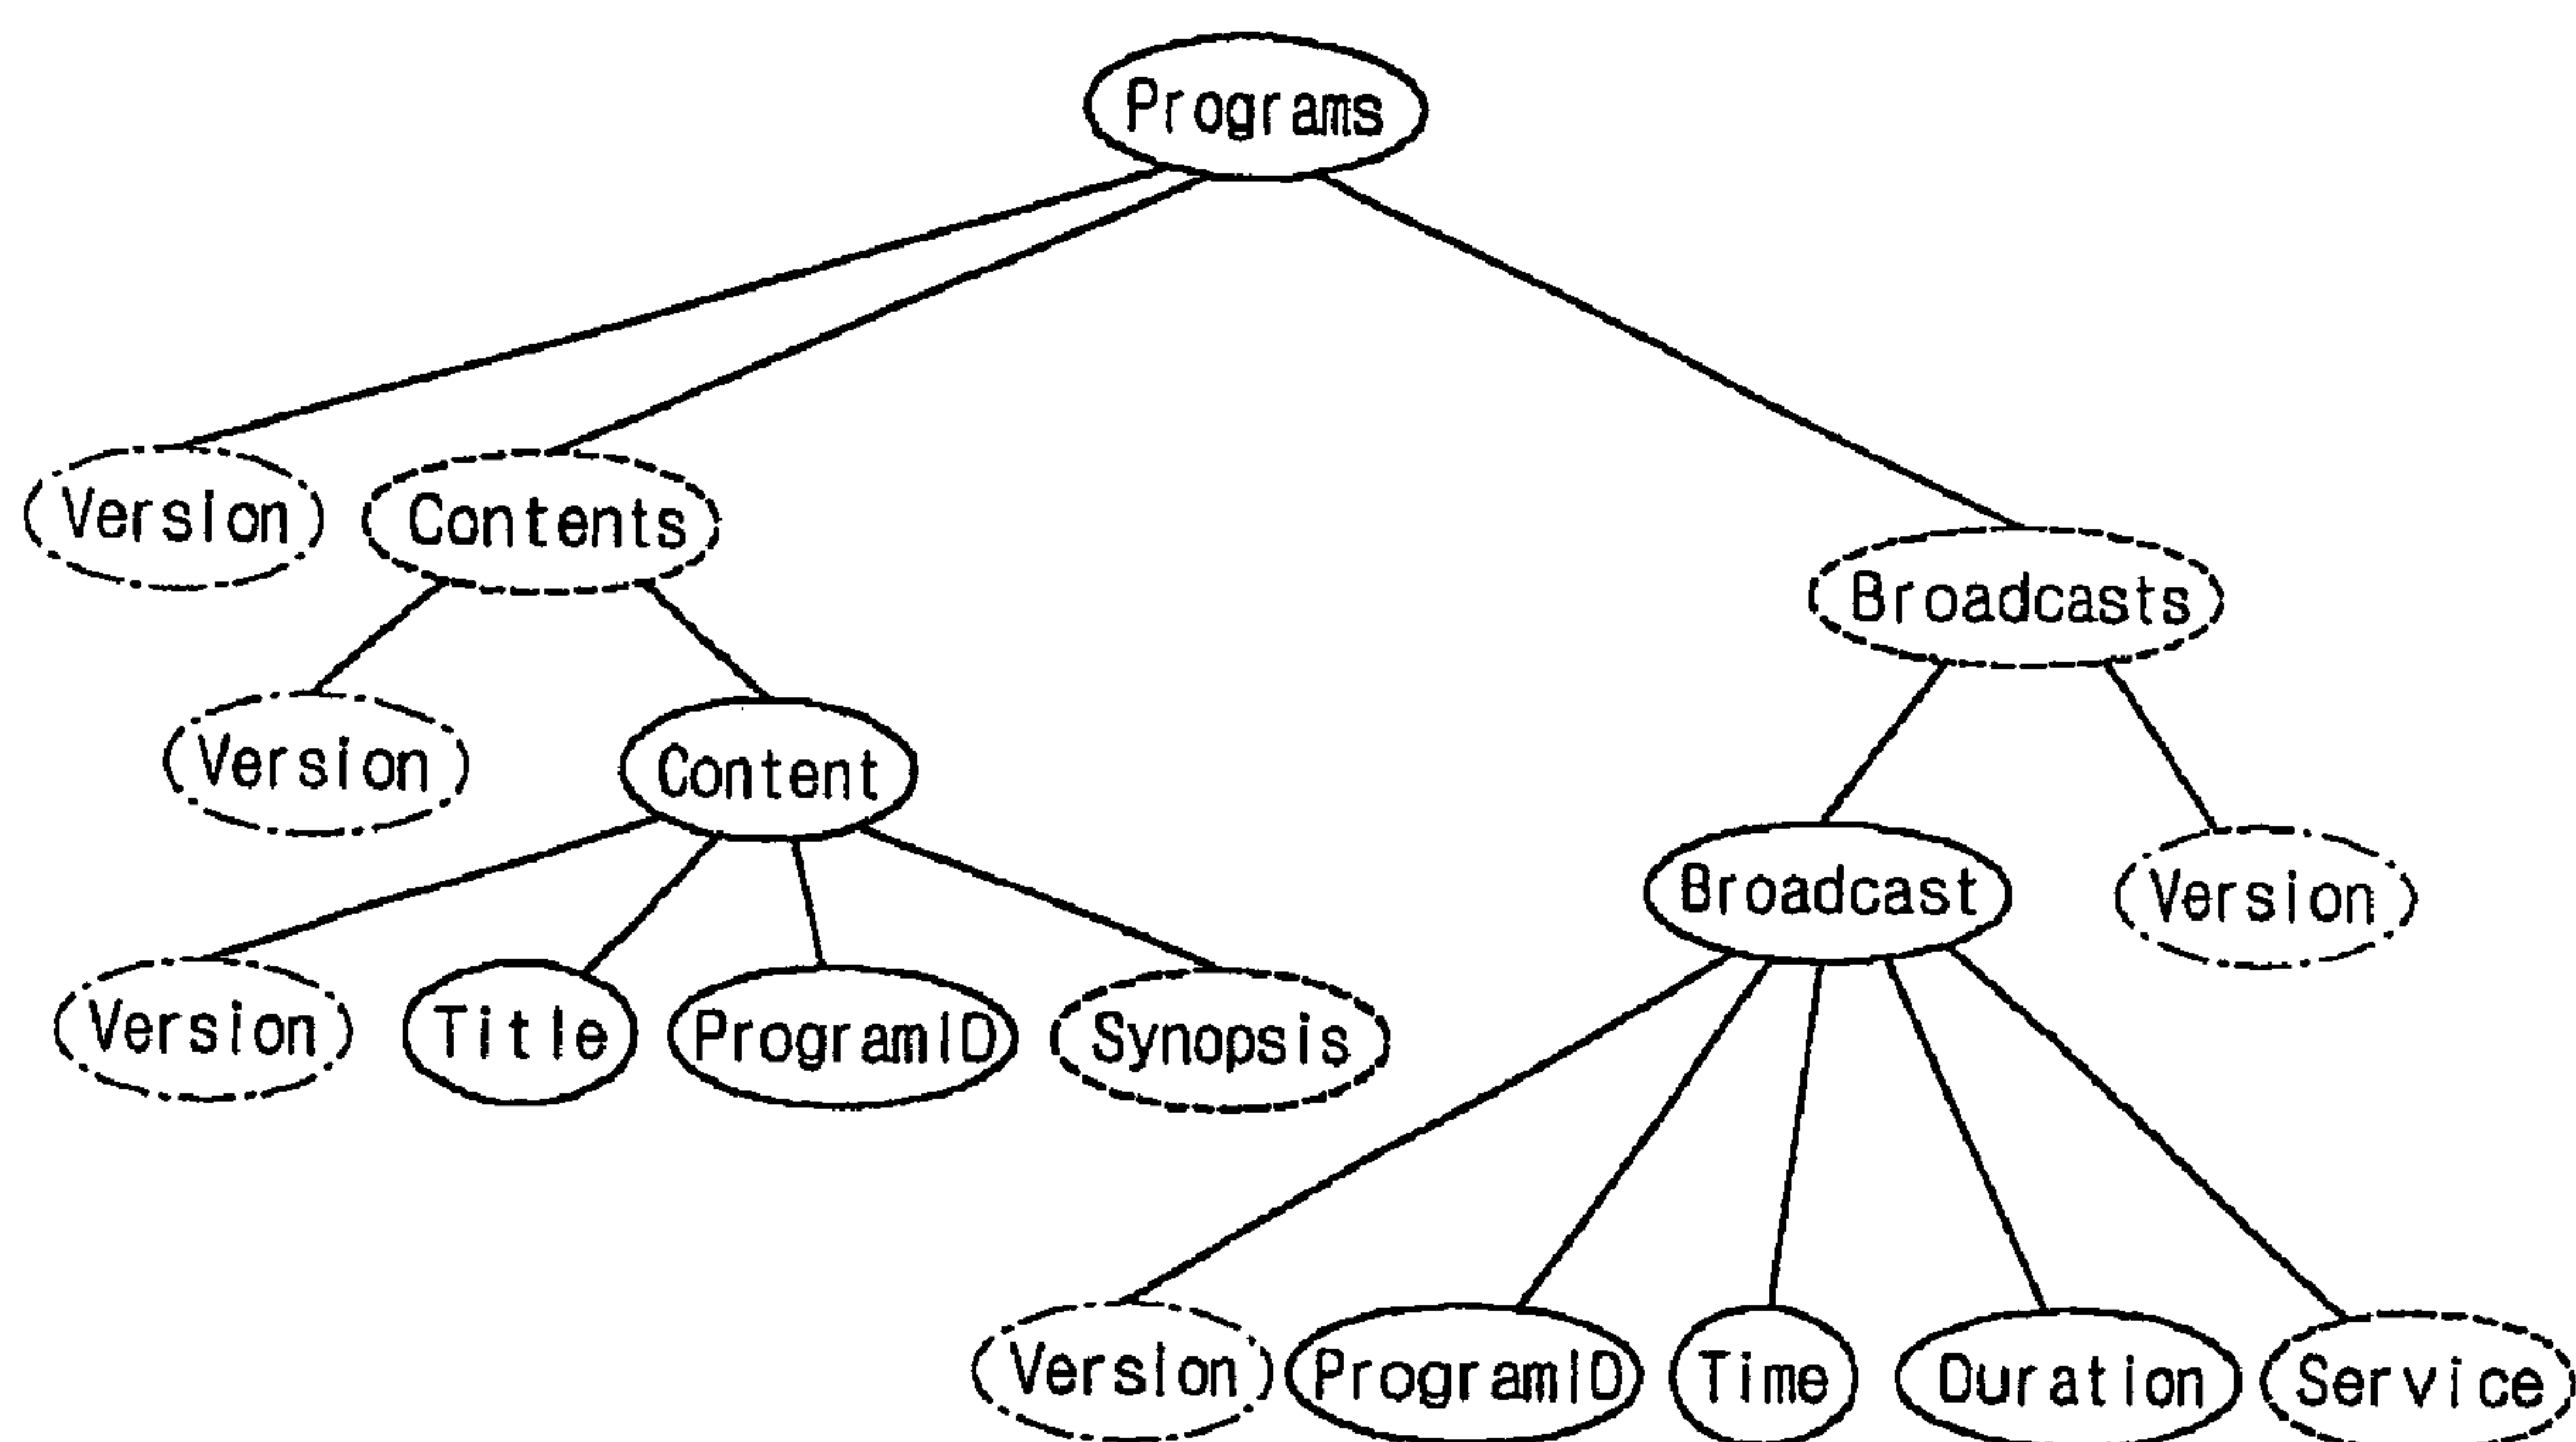 Programs
Version Contents
Broadcasts
Version Content
Broadcast Version
Version Title ProgramID Synopsis
Version ProgramID Time Duration Service